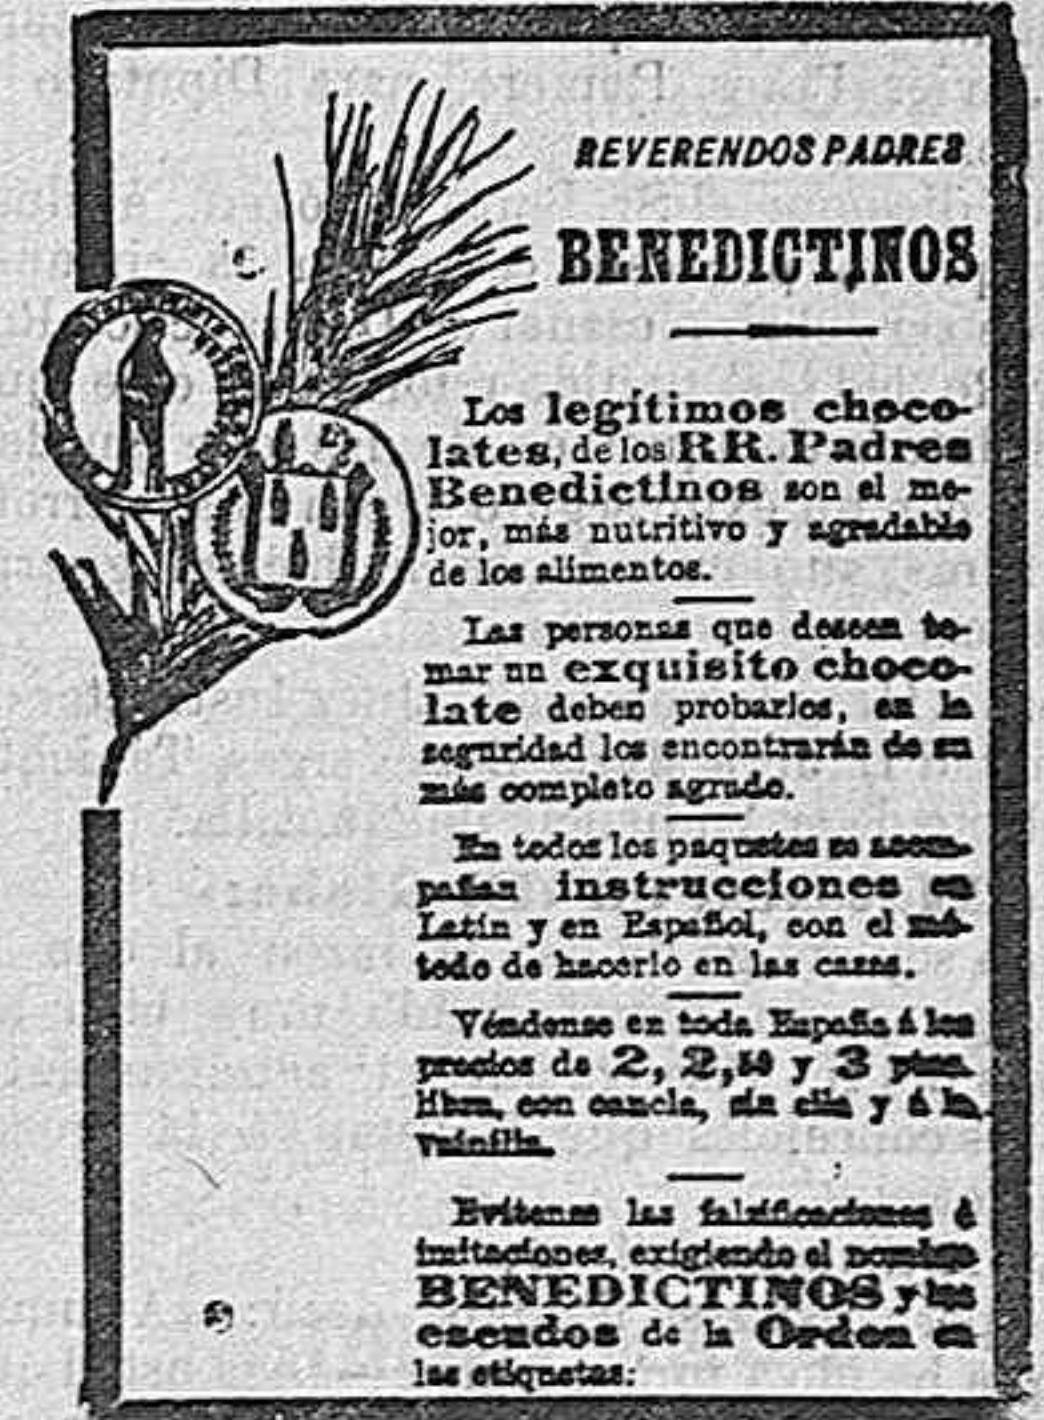 REVERENDOS PADRES
BENEDICTINOS
Los legítimos choco-
lates, de los RR. Padres
Benedictinos son el me-
jor, más nutritivo y agradable
de los alimentos.
Las personas que deseen to-
mar un exquisito choco-
late deben probarlos, en la
seguridad los encontrarán de su
más completo agrado.
En todos los paquetes se acom-
pañan instrucciones en
Latín y en Español, con el mé-
todo de hacerlo en las casas.
Véndense en toda España á los
precios de 2, 2,50 y 3 ptas.
libra, con canela, sin ella y á la
vainilla.
Evítense las falsificaciones é
imitaciones, exigiendo el nombre
BENEDICTINOS y los
escudos de la Orden en
las etiquetas: